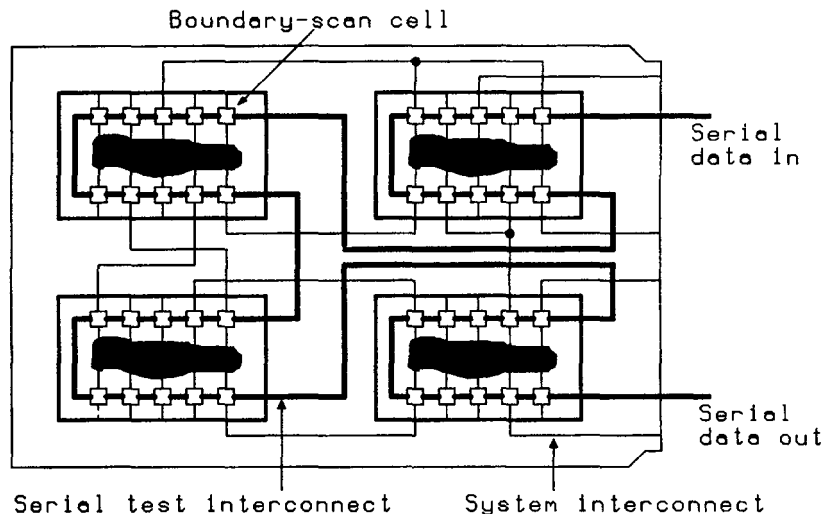 Boundary-scan cell
Serial
data in
Serial
data out
Serial test interconnect
System interconnect